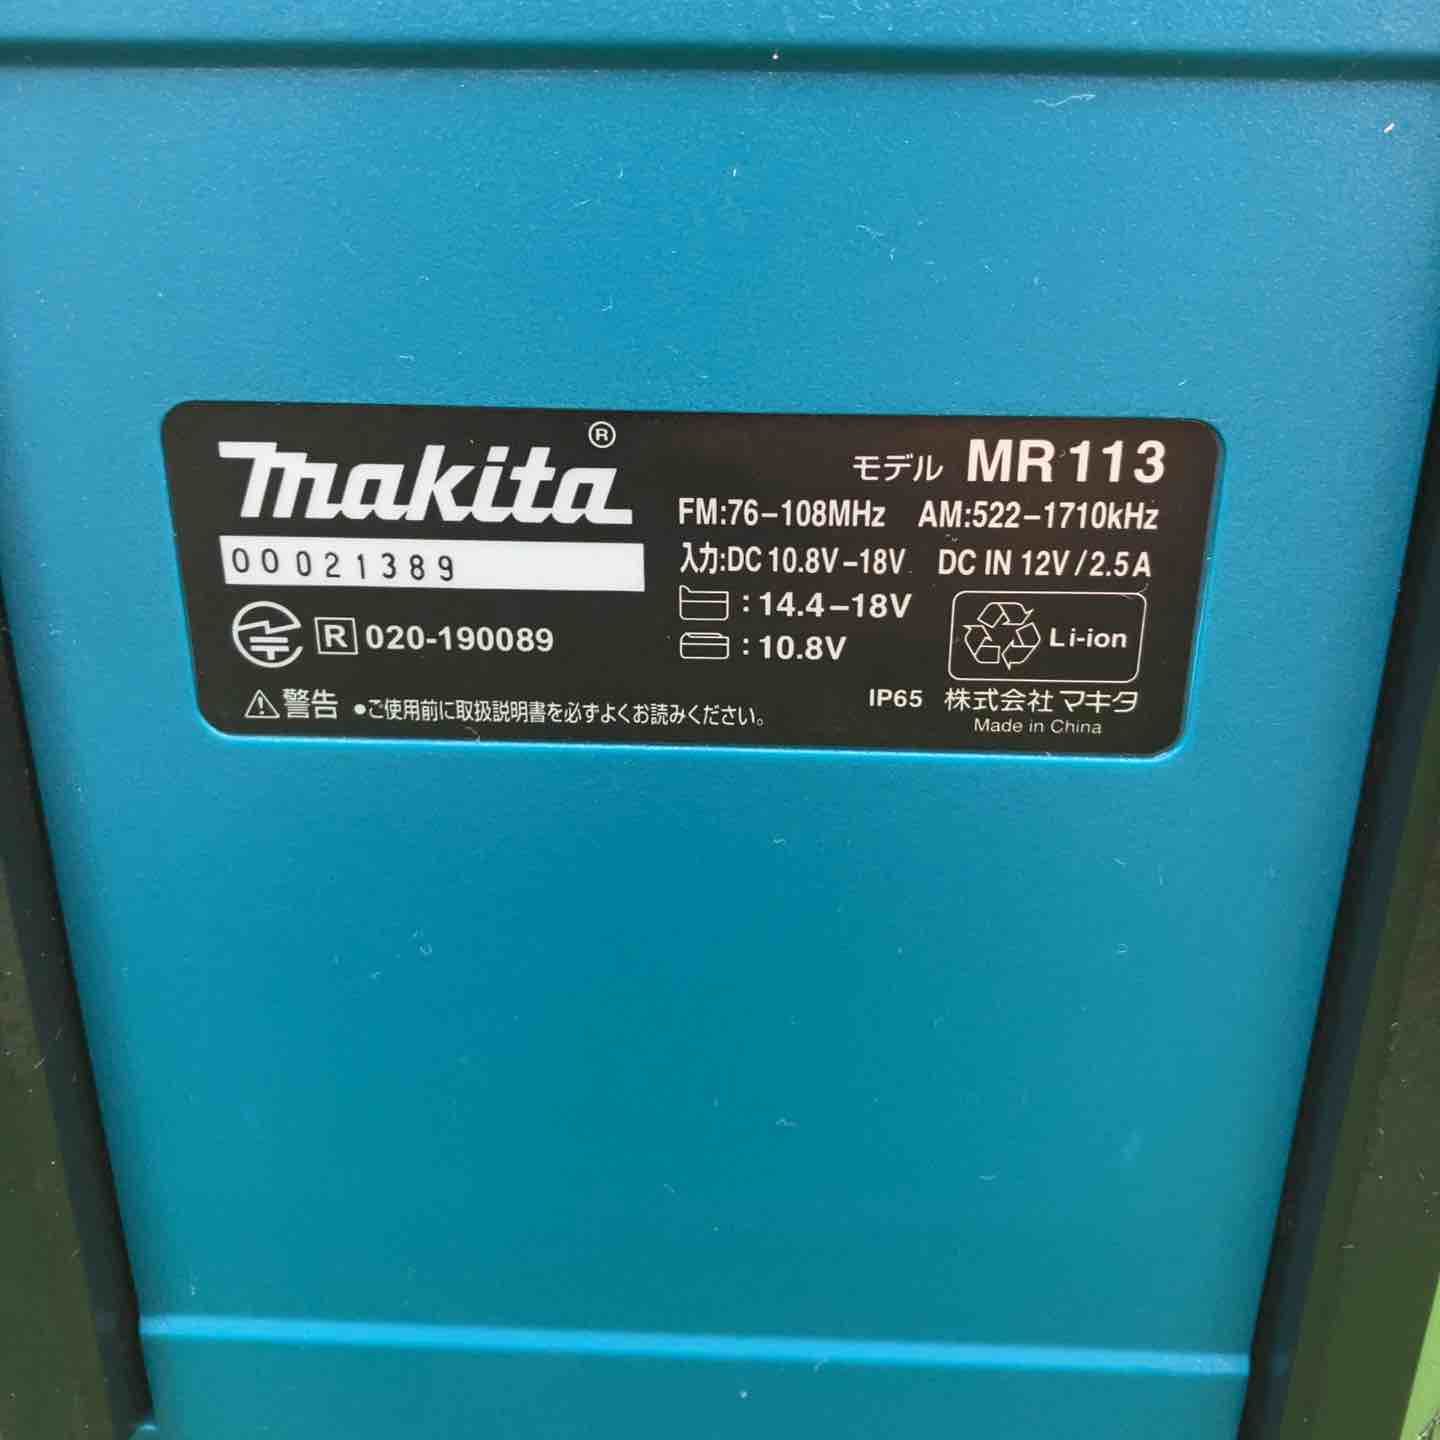 makita®
モデル MR113
FM:76-108MHz AM:522-1710kHz
00021389
入力:DC 10.8V-18V DC IN 12V/2.5A
:14.4-18V
R 020-190089
:10.8V
Li-ion
警告 ●ご使用前に取扱説明書を必ずよくお読みください。
IP65 株式会社マキタ
Made in China